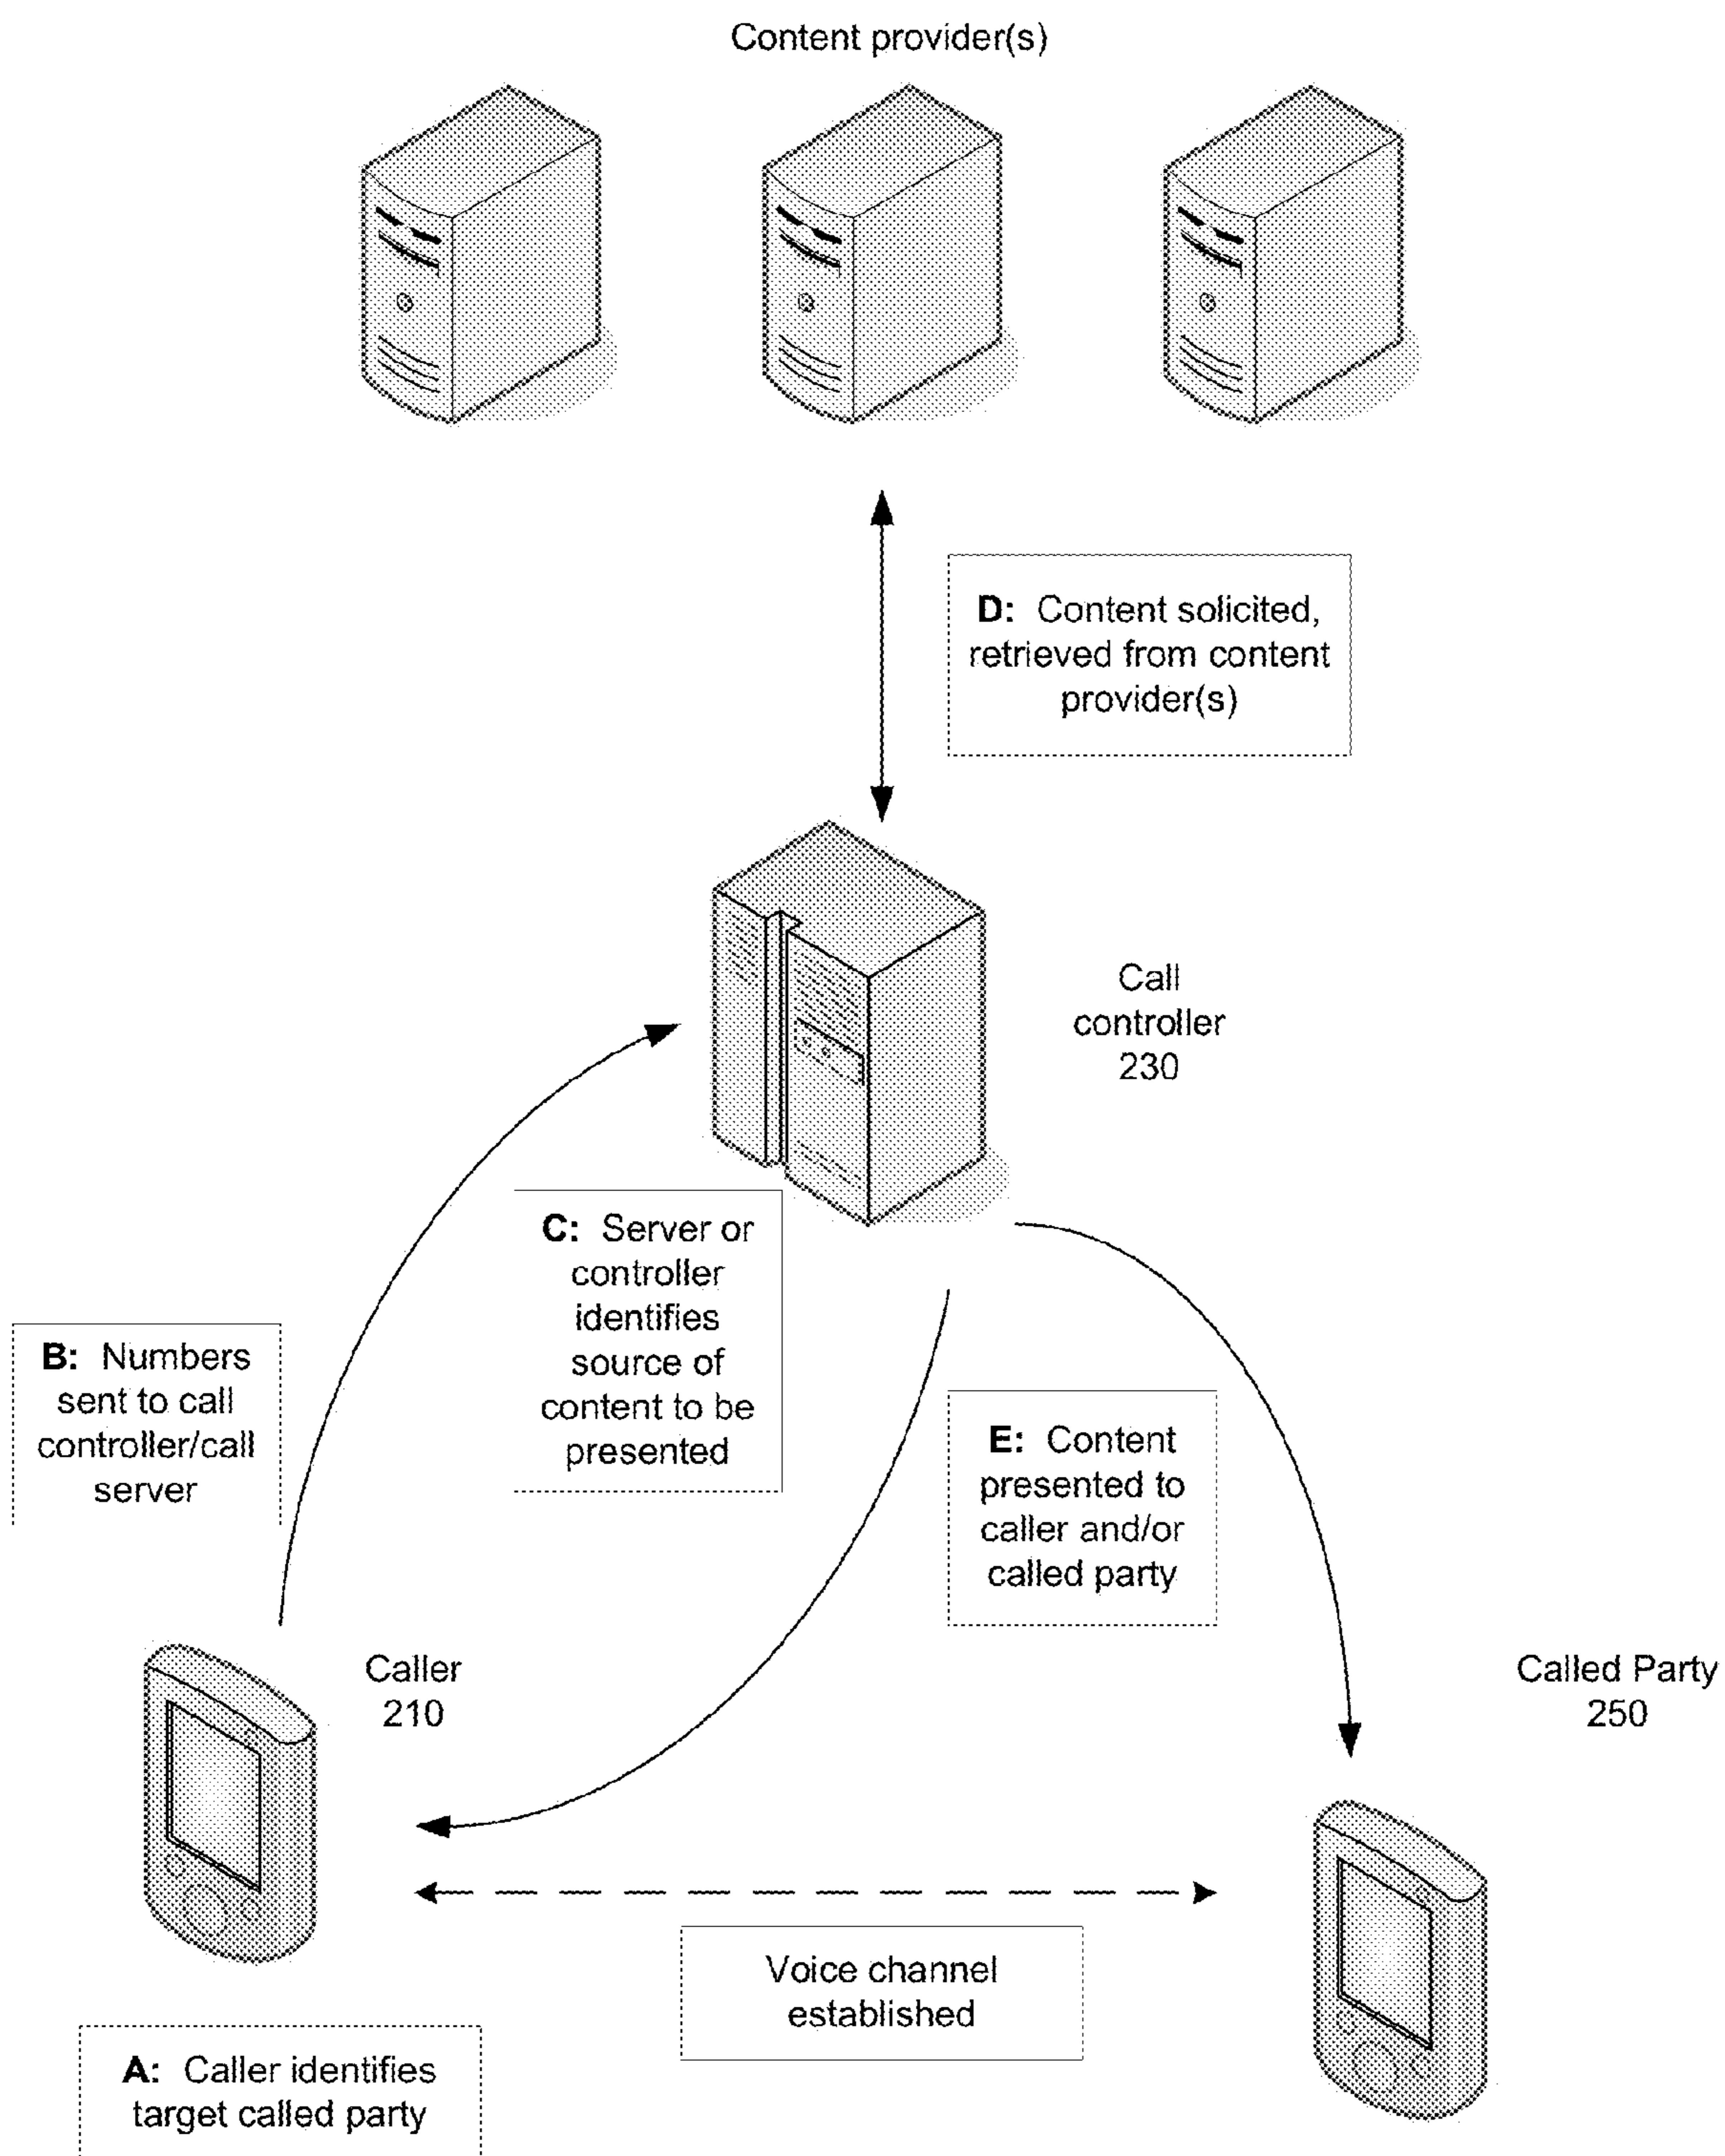 Content provider(s)
D: Content solicited,
retrieved from content
provider(s)
Call
controller
230
C: Server or
controller
identifies
source of
content to be
presented
B: Numbers
sent to call
controller/call
server
E: Content
presented to
caller and/or
called party
Caller
210
Called Party
250
Voice channel
established
A: Caller identifies
target called party